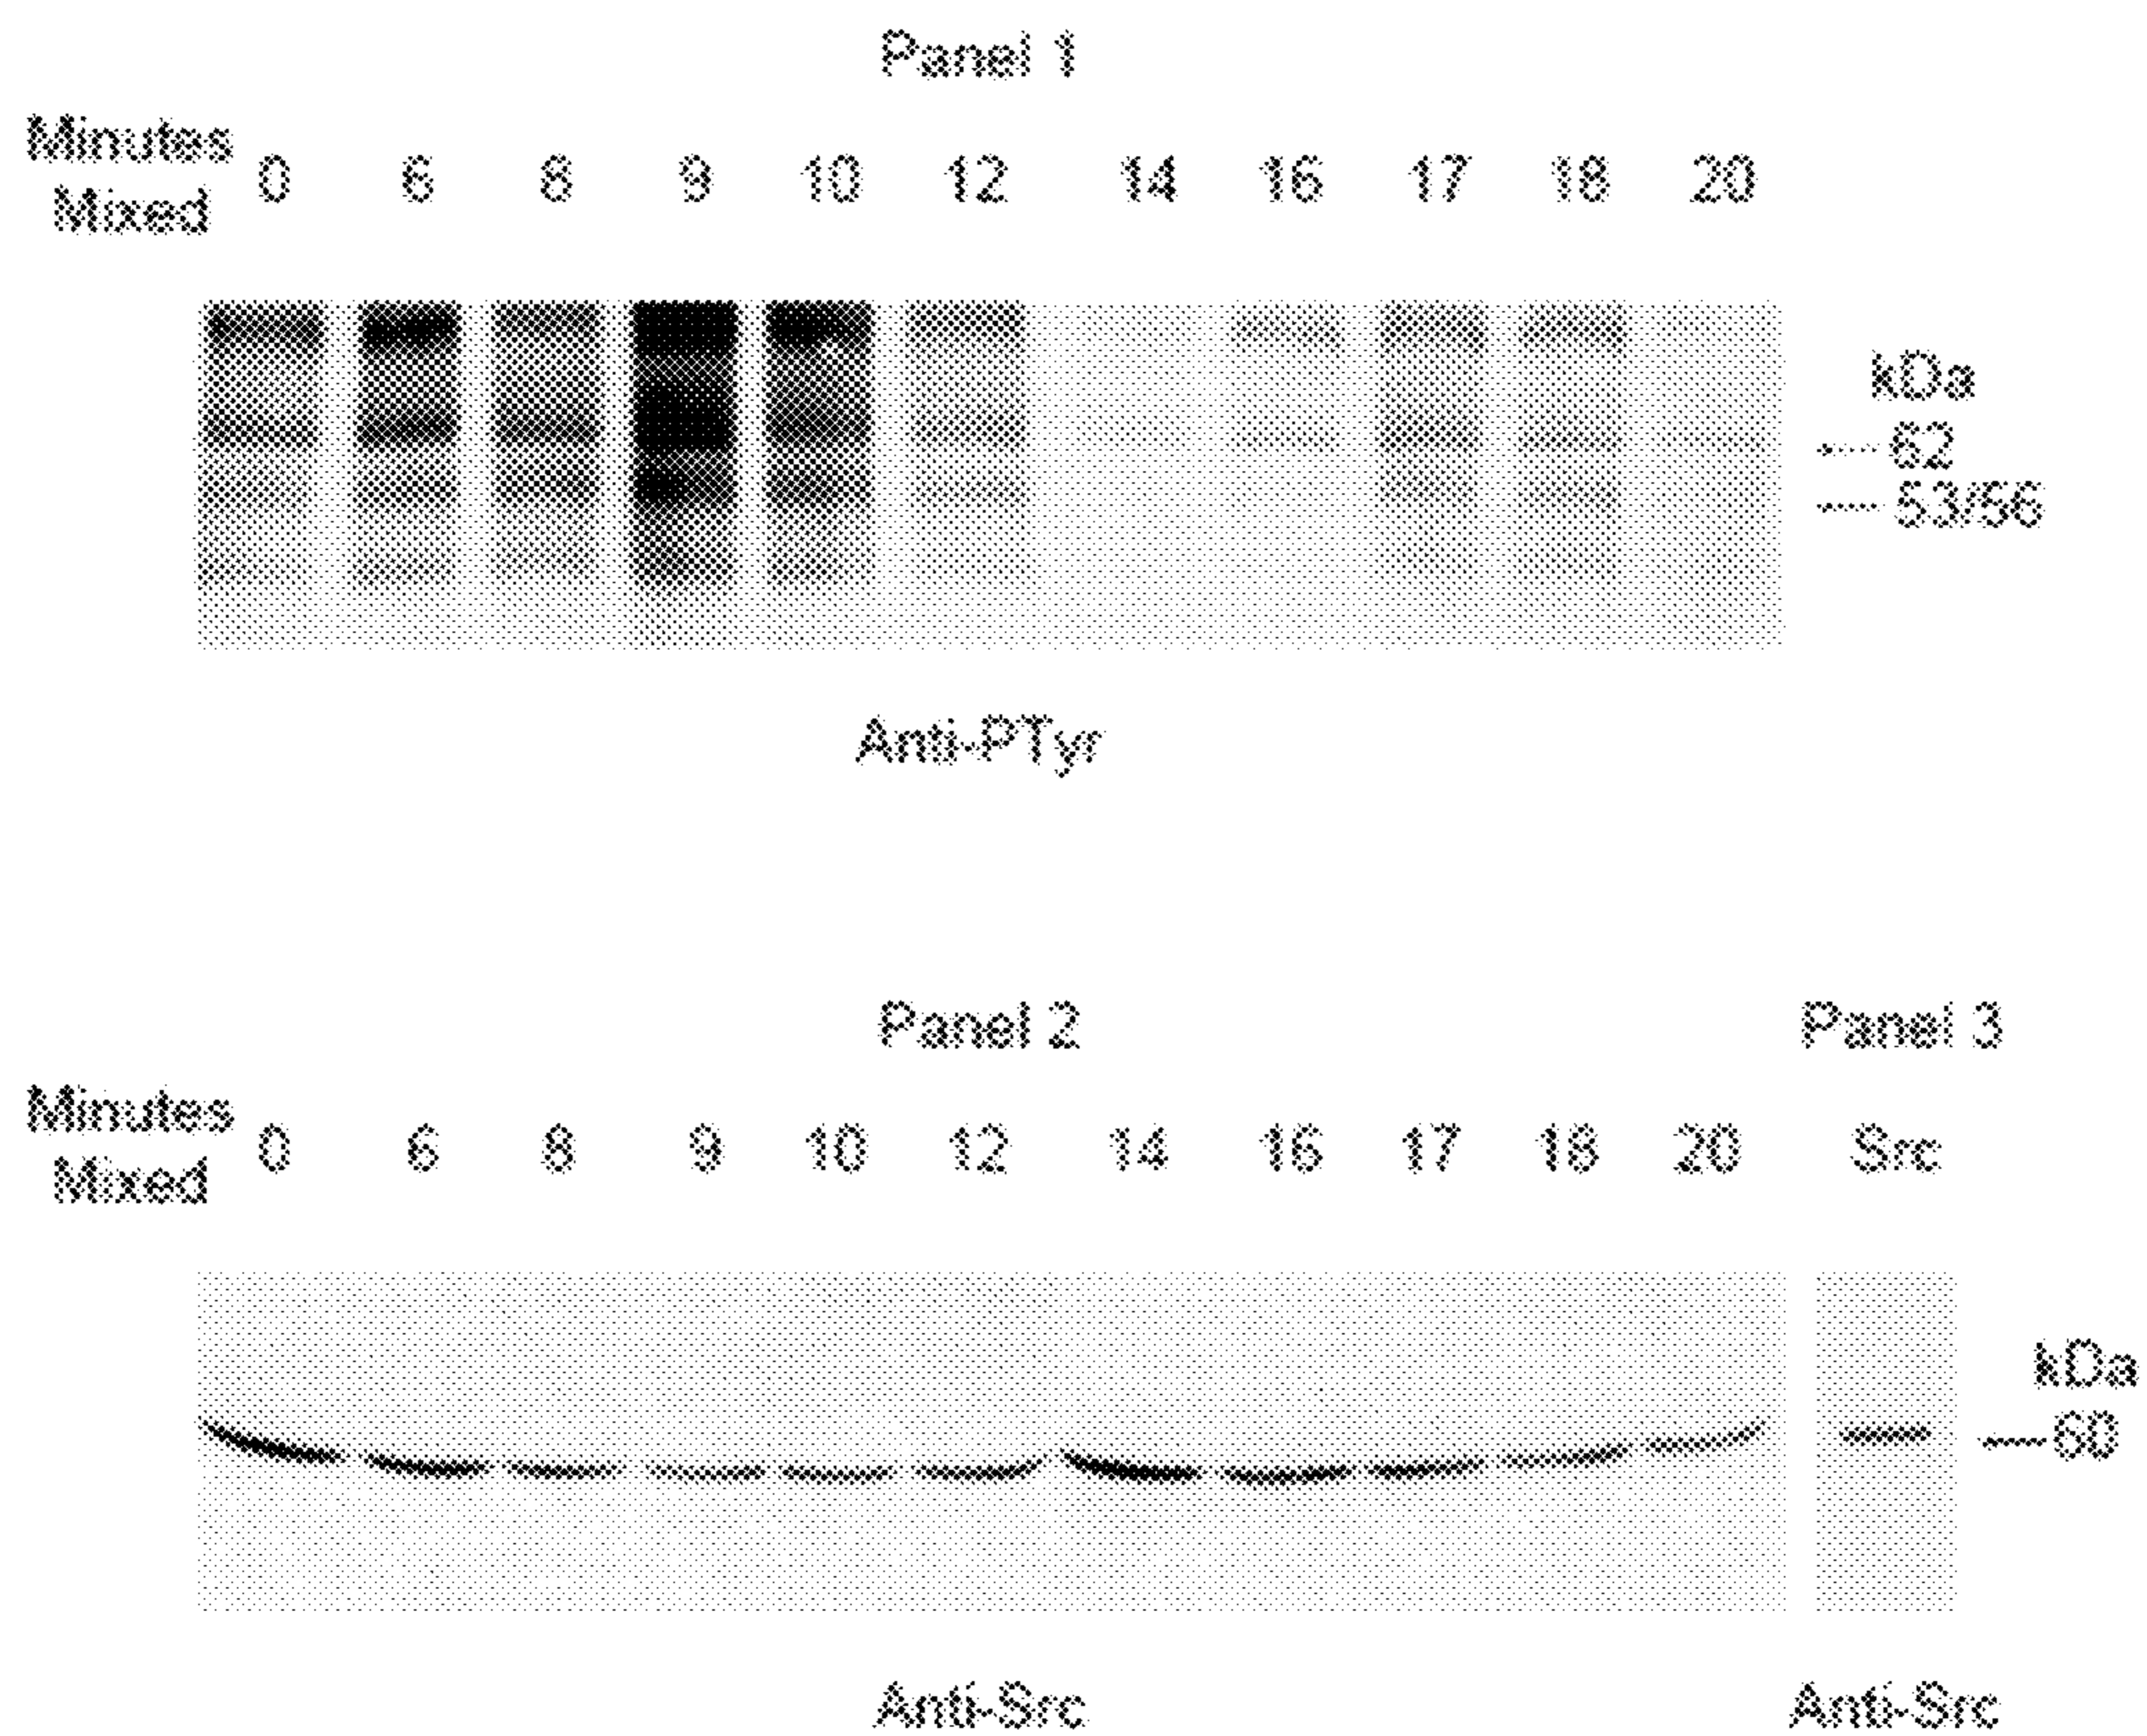 Panel 1
Minutes
Mixed 0 6 8 9 10 12 14 16 17 18 20
kDa
62
53/56
Anti-PTyr
Panel 2 Panel 3
Minutes
Mixed 0 6 8 9 10 12 14 16 17 18 20 Src
kDa
60
Anti-Src Anti-Src